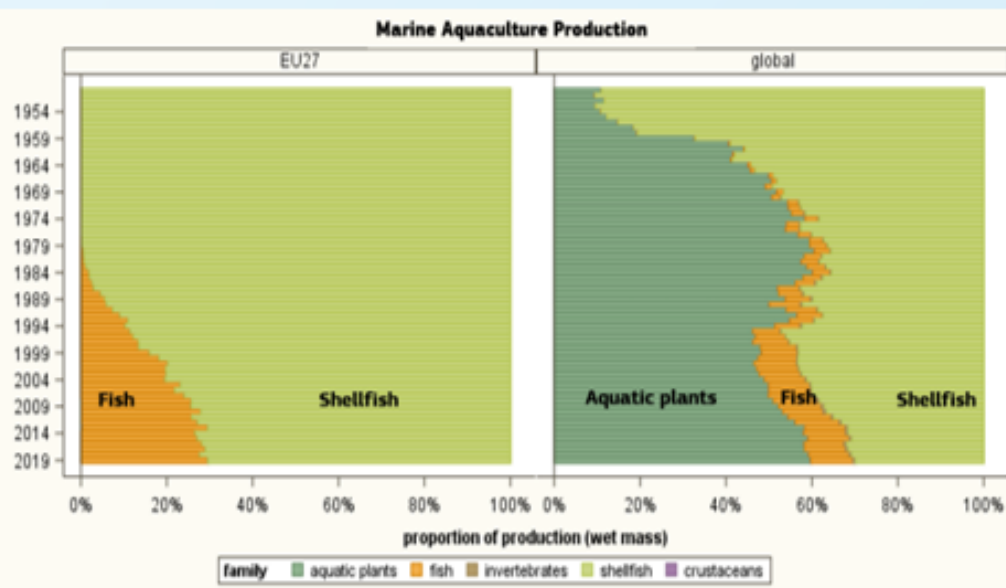 Marine Aquaculture Production
EU27 global
1954
1959
1964
1969
1974
1979
1984
1989
1994
1999
2004
2009
2014
2019
Fish Shellfish Aquatic plants Fish Shellfish
0% 20% 40% 60% 80% 100% 0% 20% 40% 60% 80% 100%
proportion of production (wet mass)
family aquatic plants fish invertebrates shellfish crustaceans